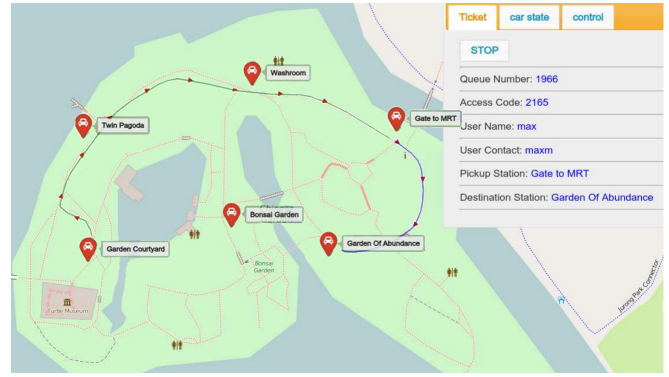 Ticket
car state
control
STOP
Queue Number: 1966
Access Code: 2165
User Name: max
User Contact: maxm
Pickup Station: Gate to MRT
Destination Station: Garden Of Abundance
Washroom
Gate to MRT
Twin Pagoda
Bonsai Garden
Garden Of Abundance
Garden Courtyard
Bonsai
Garden
Turtle Museum
Jurong Park Connector